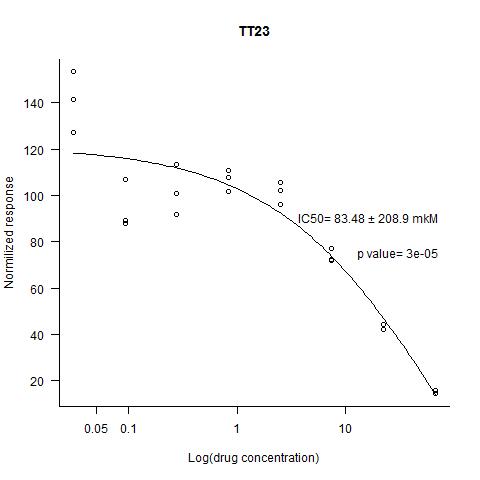 TT23
Normilized response
140
120
100
80
60
40
20
IC50= 83.48 ± 208.9 mkM
p value= 3e-05
0.05 0.1 1 10
Log(drug concentration)